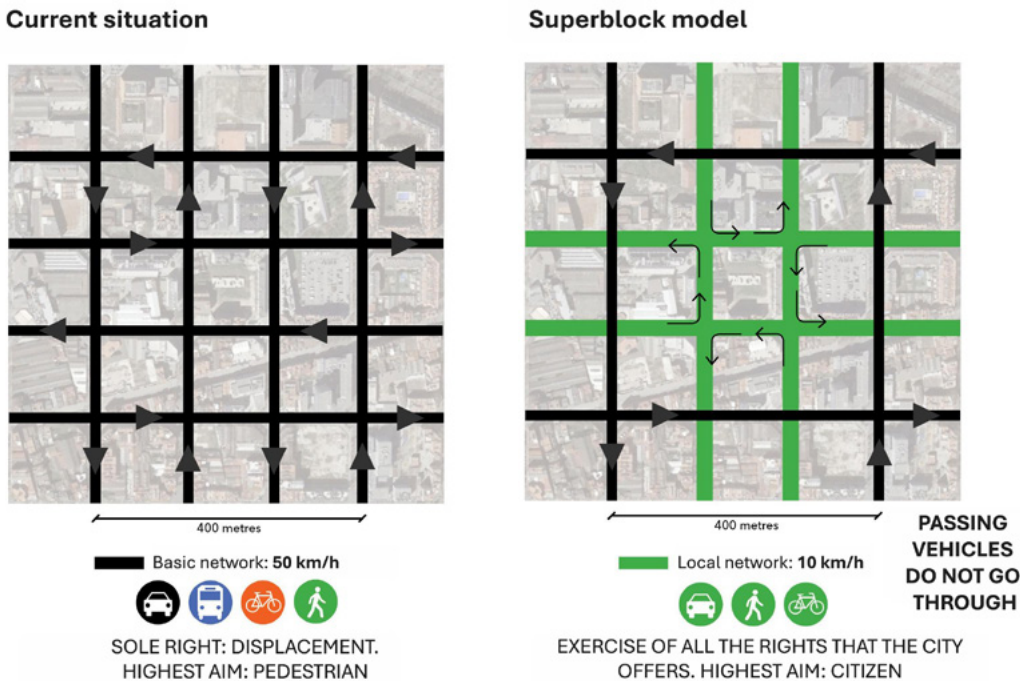 Current situation
400 metres
Basic network: 50 km/h
SOLE RIGHT: DISPLACEMENT.
HIGHEST AIM: PEDESTRIAN
Superblock model
400 metres
PASSING
VEHICLES
DO NOT GO
THROUGH
Local network: 10 km/h
EXERCISE OF ALL THE RIGHTS THAT THE CITY
OFFERS. HIGHEST AIM: CITIZEN